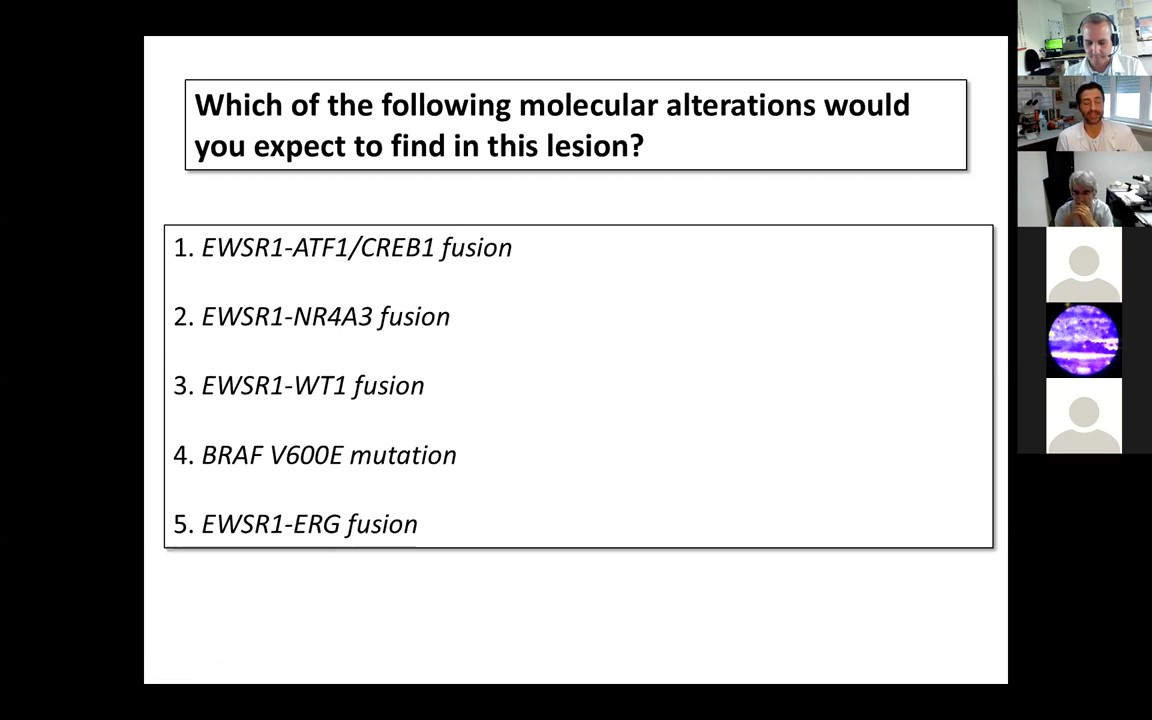 Which of the following molecular alterations would
you expect to find in this lesion?
1. EWSR1-ATF1/CREB1 fusion
2. EWSR1-NR4A3 fusion
3. EWSR1-WT1 fusion
4. BRAF V600E mutation
5. EWSR1-ERG fusion